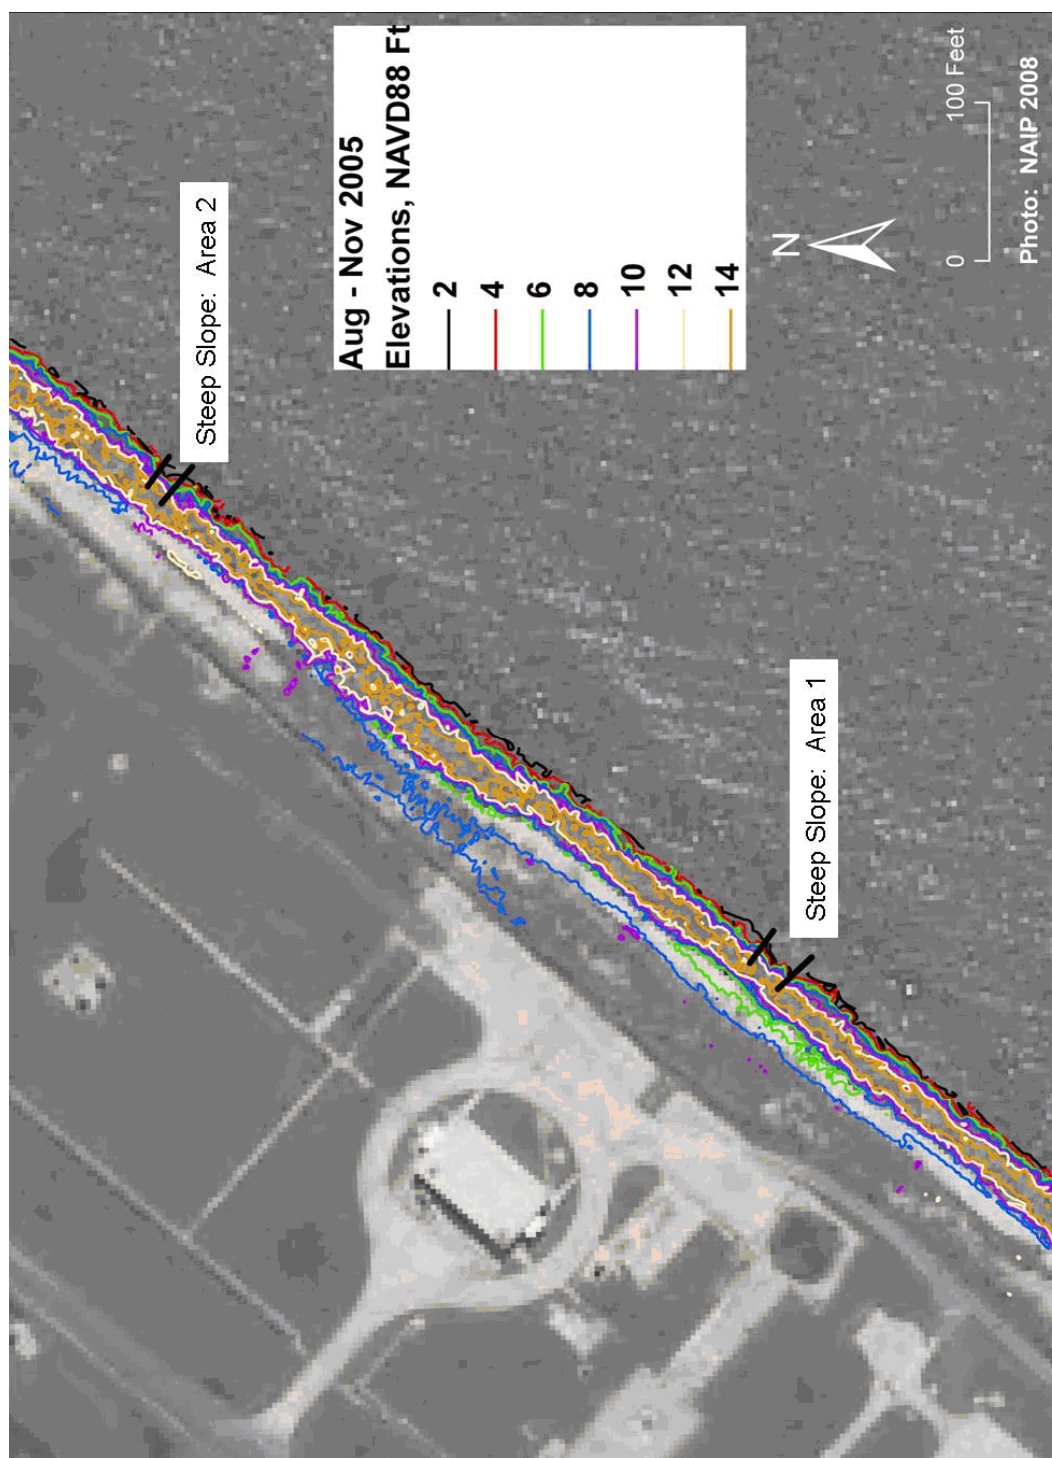 Steep Slope: Area 2
Aug - Nov 2005
Elevations, NAVD88 Ft
2
4
6
8
10
12
14
N
0 100 Feet
Photo: NAIP 2008
Steep Slope: Area 1